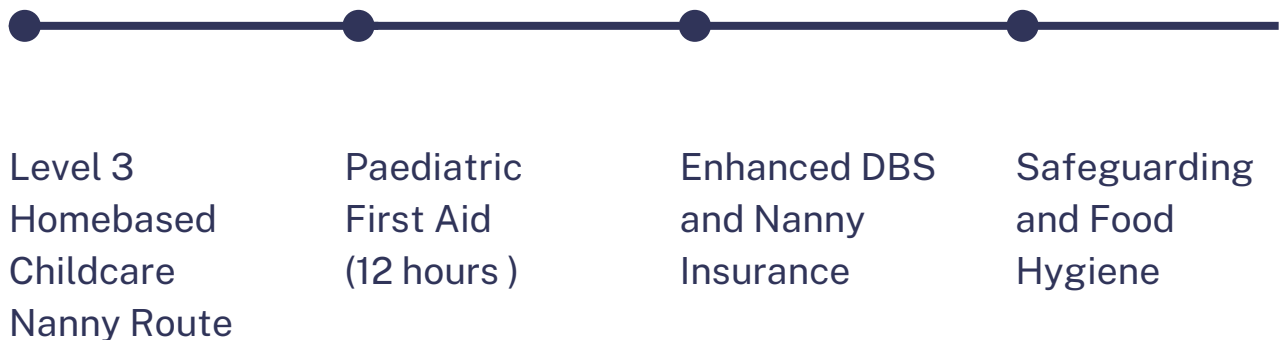 Level 3
Homebased
Childcare
Nanny Route
Paediatric
First Aid
(12 hours )
Enhanced DBS
and Nanny
Insurance
Safeguarding
and Food
Hygiene